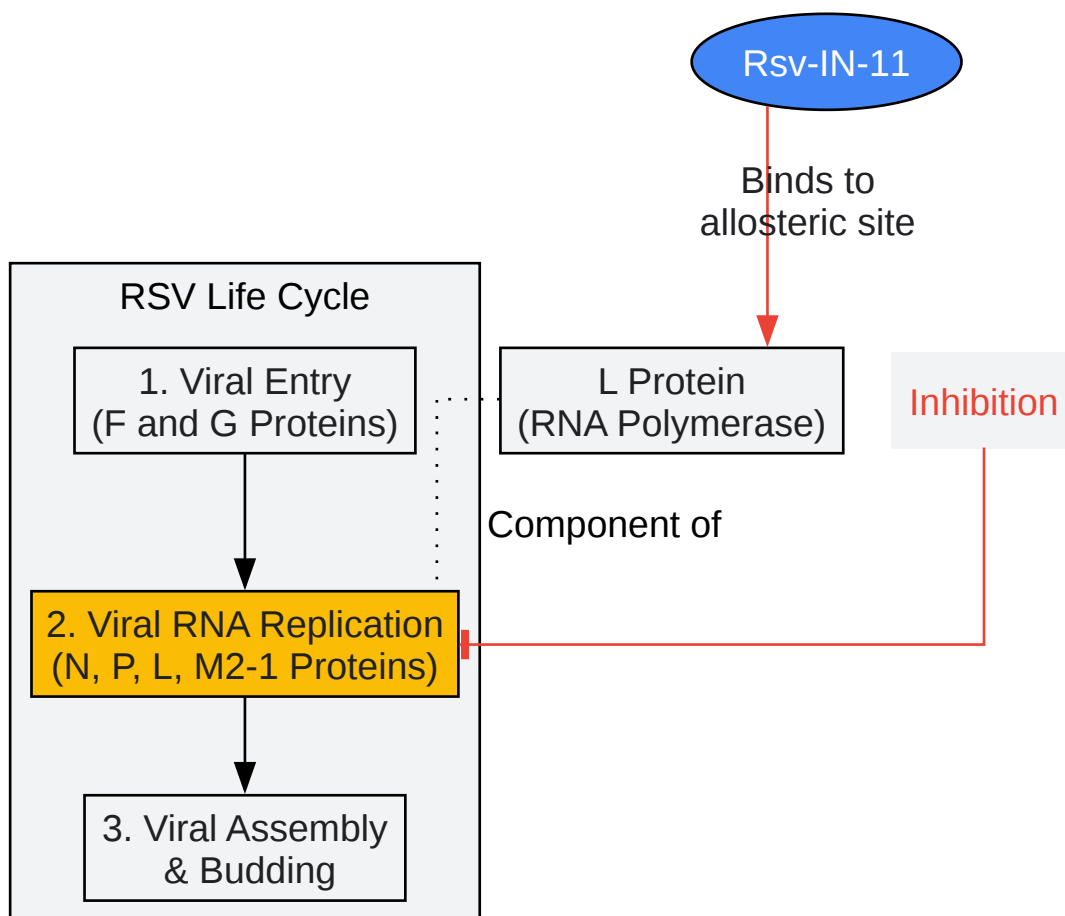 Rsv-IN-11
Binds to
allosteric site
RSV Life Cycle
1. Viral Entry
(F and G Proteins)
L Protein
(RNA Polymerase)
Inhibition
Component of
2. Viral RNA Replication
(N, P, L, M2-1 Proteins)
3. Viral Assembly
& Budding